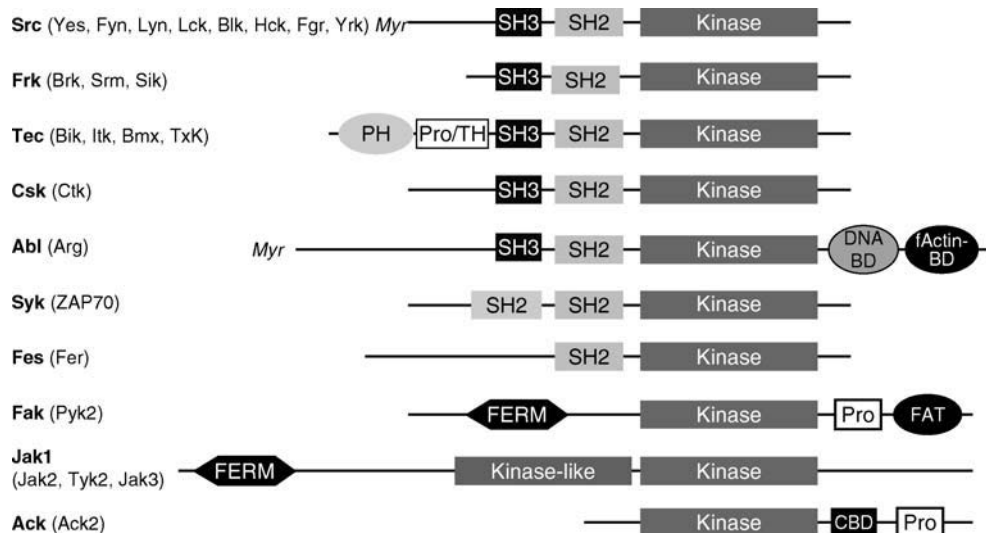 Src (Yes, Fyn, Lyn, Lck, Blk, Hck, Fgr, Yrk) Myr SH3 SH2 Kinase
Frk (Brk, Srm, Sik) SH3 SH2 Kinase
Tec (Bik, Itk, Bmx, TxK) PH Pro/TH SH3 SH2 Kinase
Csk (Ctk) SH3 SH2 Kinase
Abl (Arg) Myr SH3 SH2 Kinase DNA BD fActin-BD
Syk (ZAP70) SH2 SH2 Kinase
Fes (Fer) SH2 Kinase
Fak (Pyk2) FERM Kinase Pro FAT
Jak1
(Jak2, Tyk2, Jak3) FERM Kinase-like Kinase
Ack (Ack2) Kinase CBD Pro